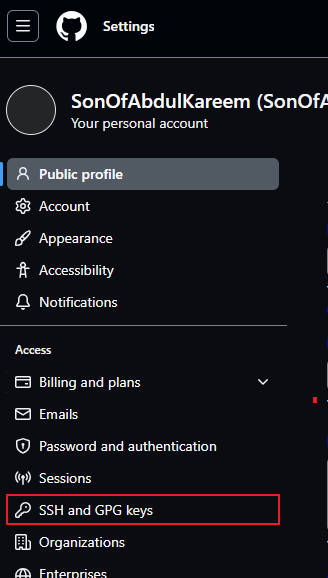 Settings
SonOfAbdulKareem (SonOfA
Your personal account
Public profile
Account
Appearance
Accessibility
Notifications
Access
Billing and plans
Emails
Password and authentication
Sessions
SSH and GPG keys
Organizations
Enterprises